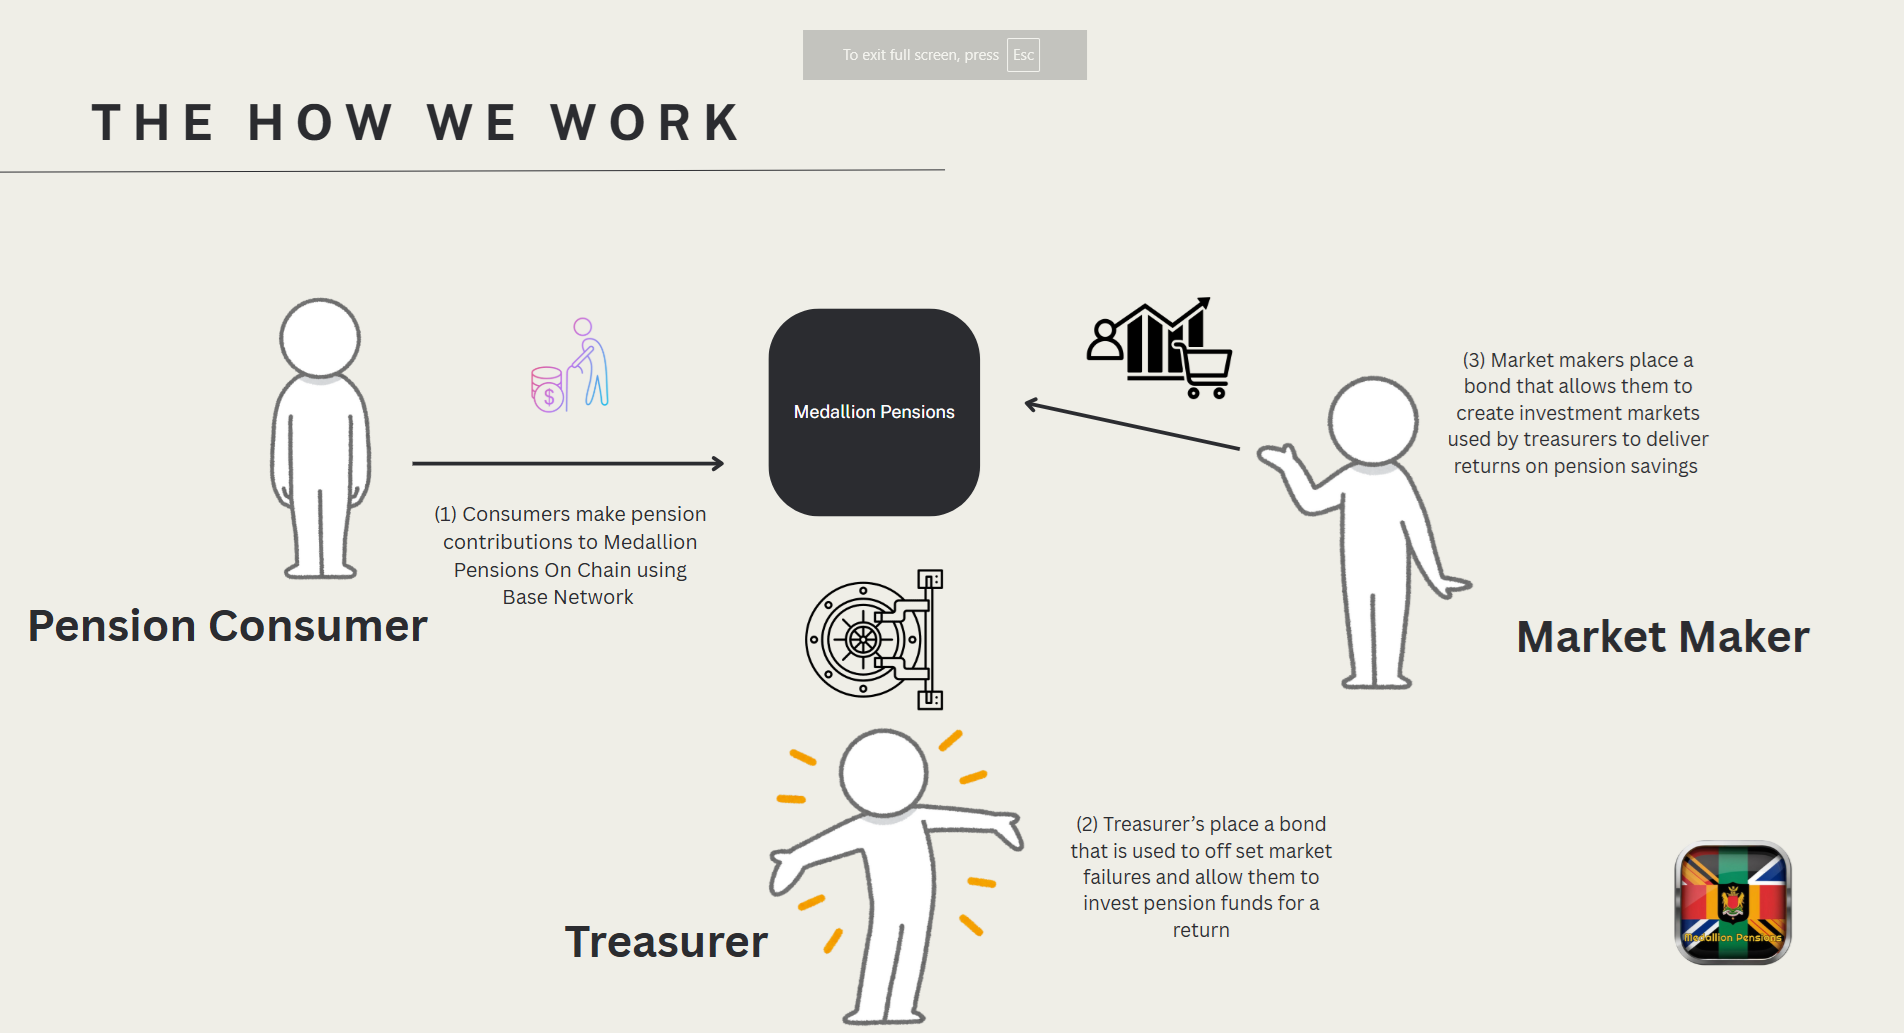 To exit full screen, press Esc
THE HOW WE WORK
Medallion Pensions
(1) Consumers make pension
contributions to Medallion
Pensions On Chain using
Base Network
Pension Consumer
(3) Market makers place a
bond that allows them to
create investment markets
used by treasurers to deliver
returns on pension savings
Market Maker
(2) Treasurer’s place a bond
that is used to off set market
failures and allow them to
invest pension funds for a
return
Treasurer
$
Medallion Pensions